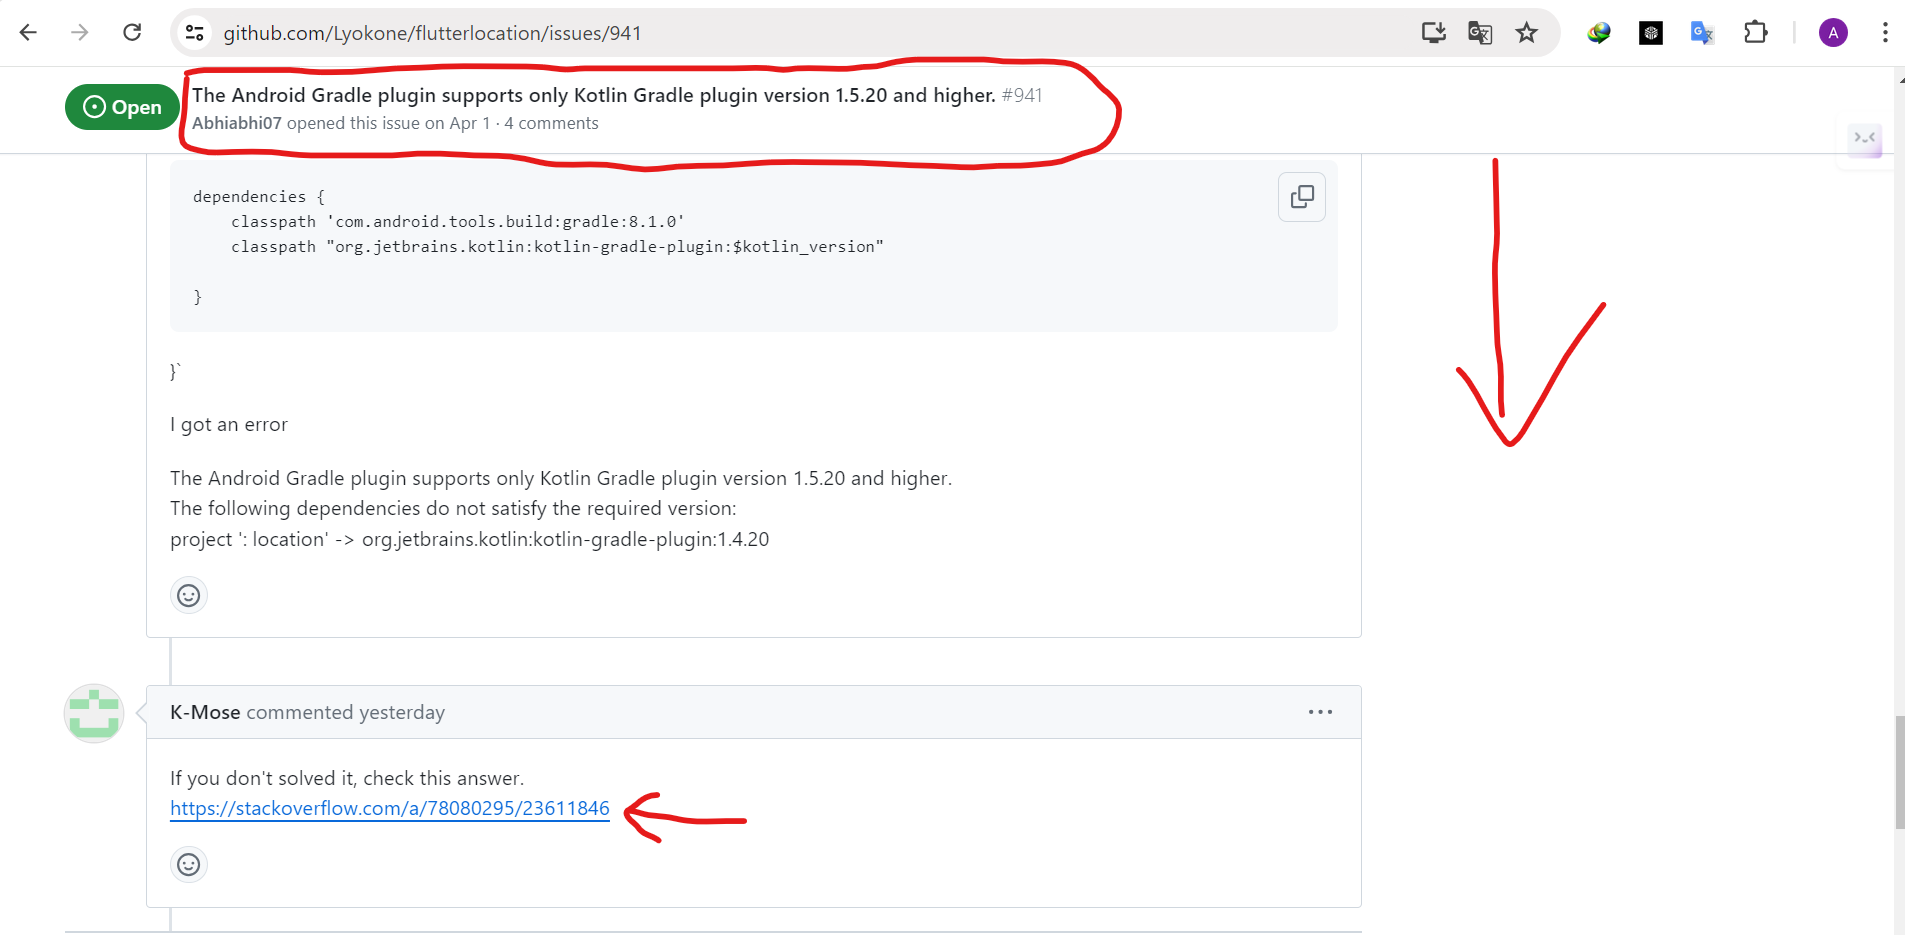 github.com/Lyokone/flutterlocation/issues/941
A
Open
The Android Gradle plugin supports only Kotlin Gradle plugin version 1.5.20 and higher. #941
Abhiabhi07 opened this issue on Apr 1 · 4 comments
dependencies {
classpath 'com.android.tools.build:gradle:8.1.0'
classpath "org.jetbrains.kotlin:kotlin-gradle-plugin:$kotlin_version"
}
}`
I got an error
The Android Gradle plugin supports only Kotlin Gradle plugin version 1.5.20 and higher.
The following dependencies do not satisfy the required version:
project ': location' -> org.jetbrains.kotlin:kotlin-gradle-plugin:1.4.20
K-Mose commented yesterday
If you don't solved it, check this answer.
https://stackoverflow.com/a/78080295/23611846